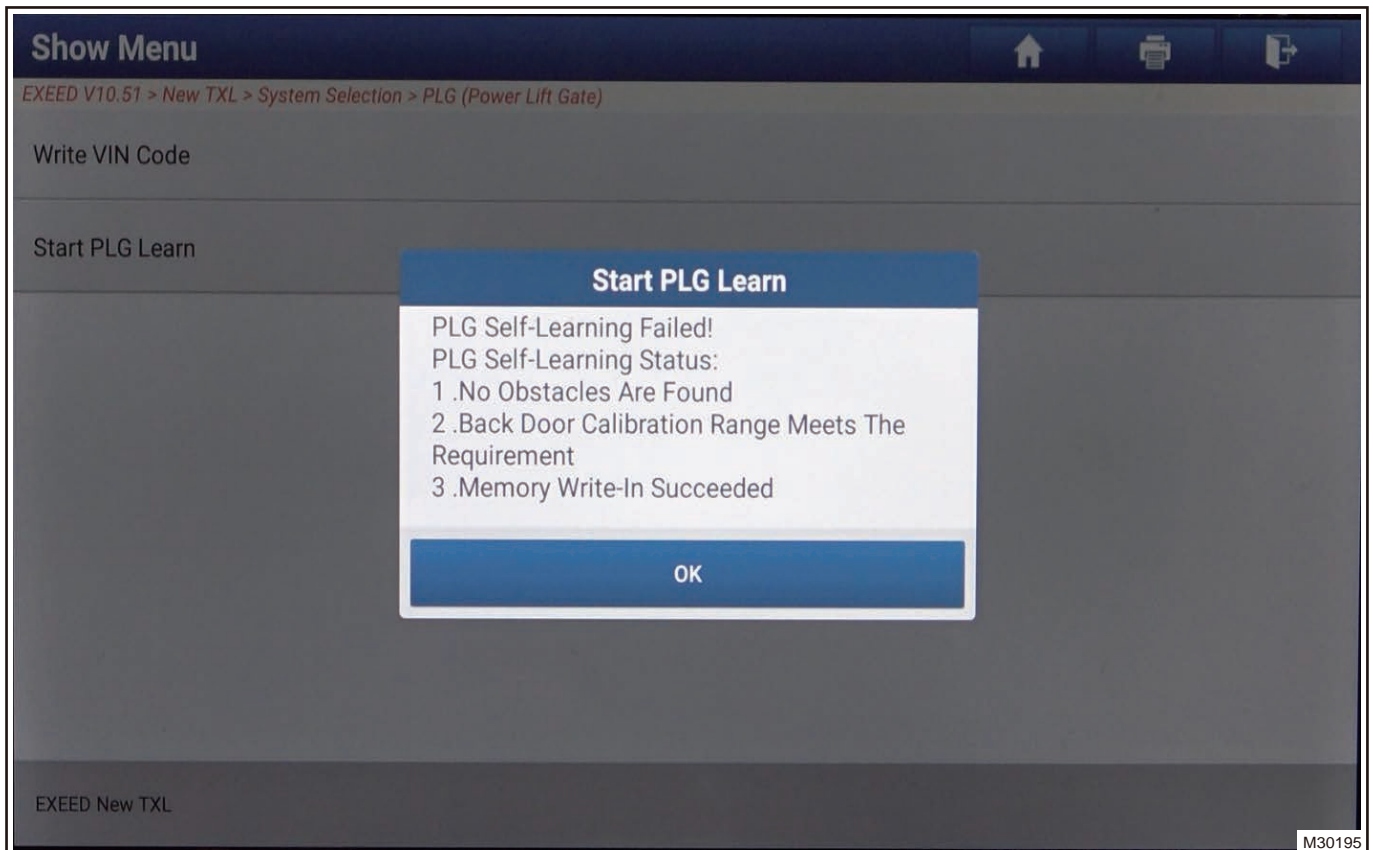 Show Menu
EXEED V10.51 > New TXL > System Selection > PLG (Power Lift Gate)
Write VIN Code
Start PLG Learn
Start PLG Learn
PLG Self-Learning Failed!
PLG Self-Learning Status:
1 .No Obstacles Are Found
2 .Back Door Calibration Range Meets The
Requirement
3 .Memory Write-In Succeeded
OK
EXEED New TXL
M30195